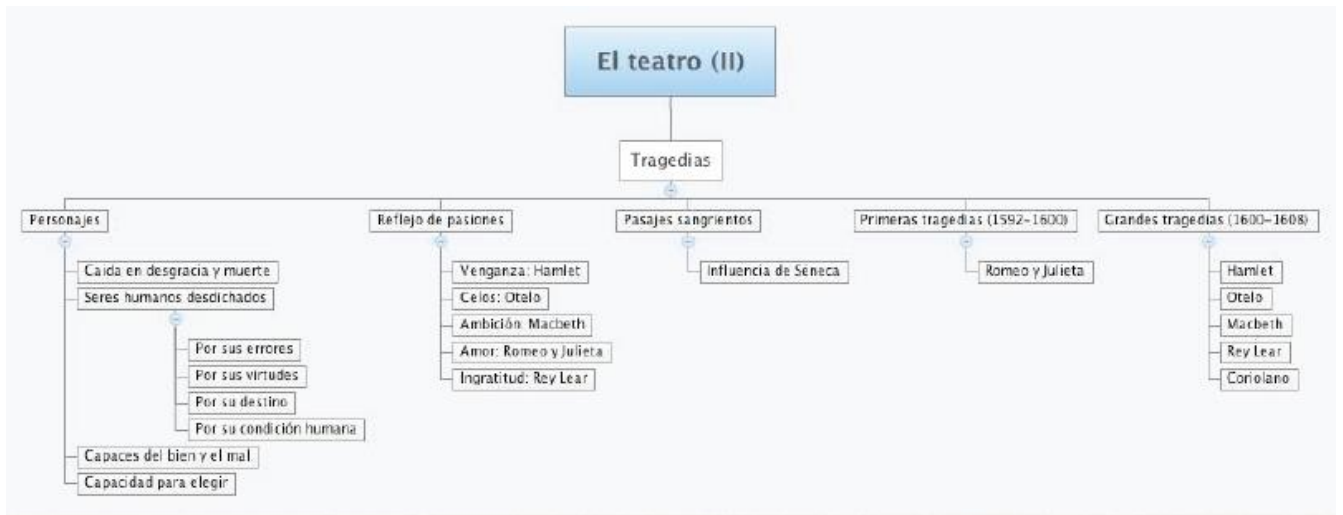 El teatro (II)
Tragedias
Personajes
Caída en desgracia y muerte
Seres humanos desdichados
Por sus errores
Por sus virtudes
Por su destino
Por su condición humana
Capaces del bien y el mal
Capacidad para elegir
Reflejo de pasiones
Venganza: Hamlet
Celos: Otelo
Ambición: Macbeth
Amor: Romeo y Julieta
Ingratitud: Rey Lear
Pasajes sangrientos
Influencia de Séneca
Primeras tragedias (1592-1600)
Romeo y Julieta
Grandes tragedias (1600-1608)
Hamlet
Otelo
Macbeth
Rey Lear
Coriolano